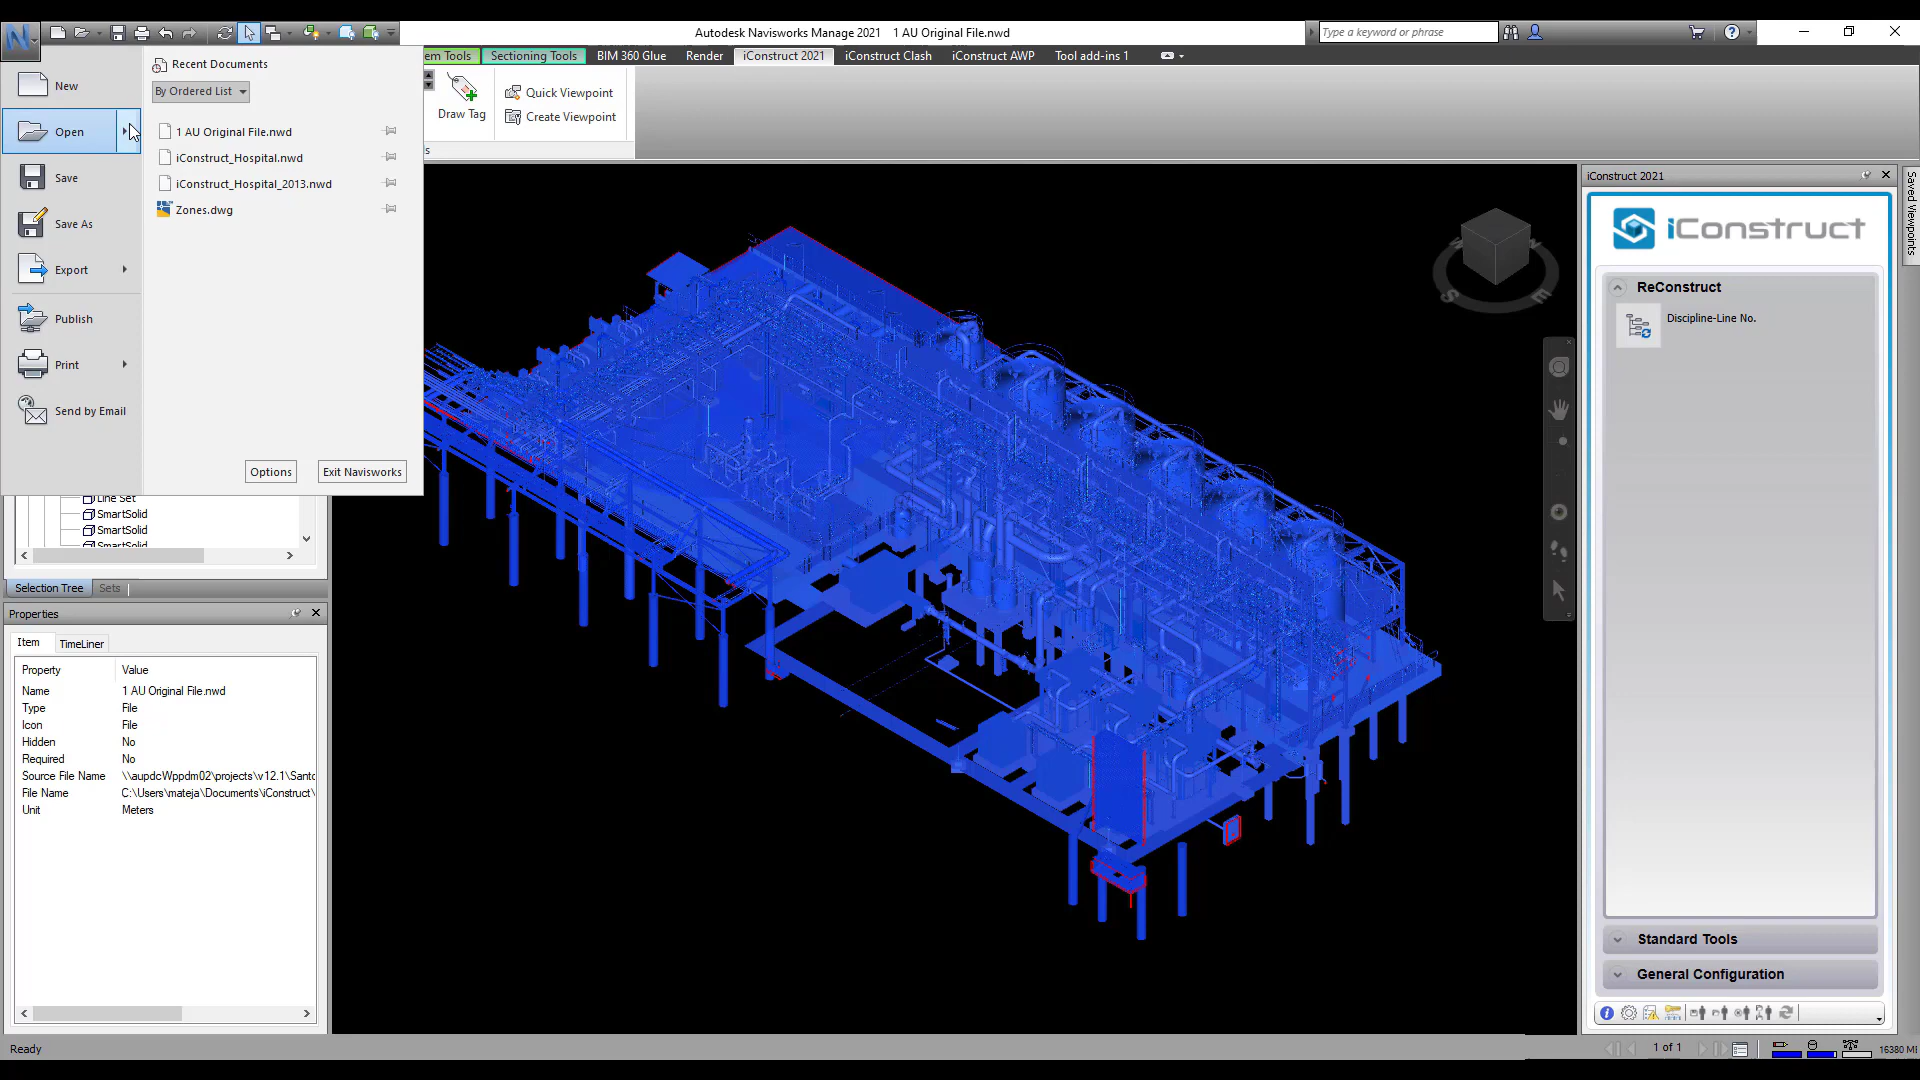 Autodesk Navisworks Manage 2021 1 AU Original File.nwd
Type a keyword or phrase
em Tools
Sectioning Tools
BIM 360 Glue
Render
iConstruct 2021
iConstruct Clash
iConstruct AWP
Tool add-ins 1
New
Open
Save
Save As
Export
Publish
Print
Send by Email
Recent Documents
By Ordered List
1 AU Original File.nwd
iConstruct_Hospital.nwd
iConstruct_Hospital_2013.nwd
Zones.dwg
Options
Exit Navisworks
Draw Tag
Quick Viewpoint
Create Viewpoint
s
Line Set
SmartSolid
SmartSolid
SmartSolid
Selection Tree
Sets
Properties
Item
TimeLiner
Property Value
Name 1 AU Original File.nwd
Type File
Icon File
Hidden No
Required No
Source File Name \\aupdcWppdm02\projects\v12.1\Santo
File Name C:\Users\mateja\Documents\iConstruct\
Unit Meters
S
E
iConstruct 2021
iConstruct
ReConstruct
Discipline-Line No.
Standard Tools
General Configuration
Saved Viewpoints
Ready
1 of 1
16380 ME